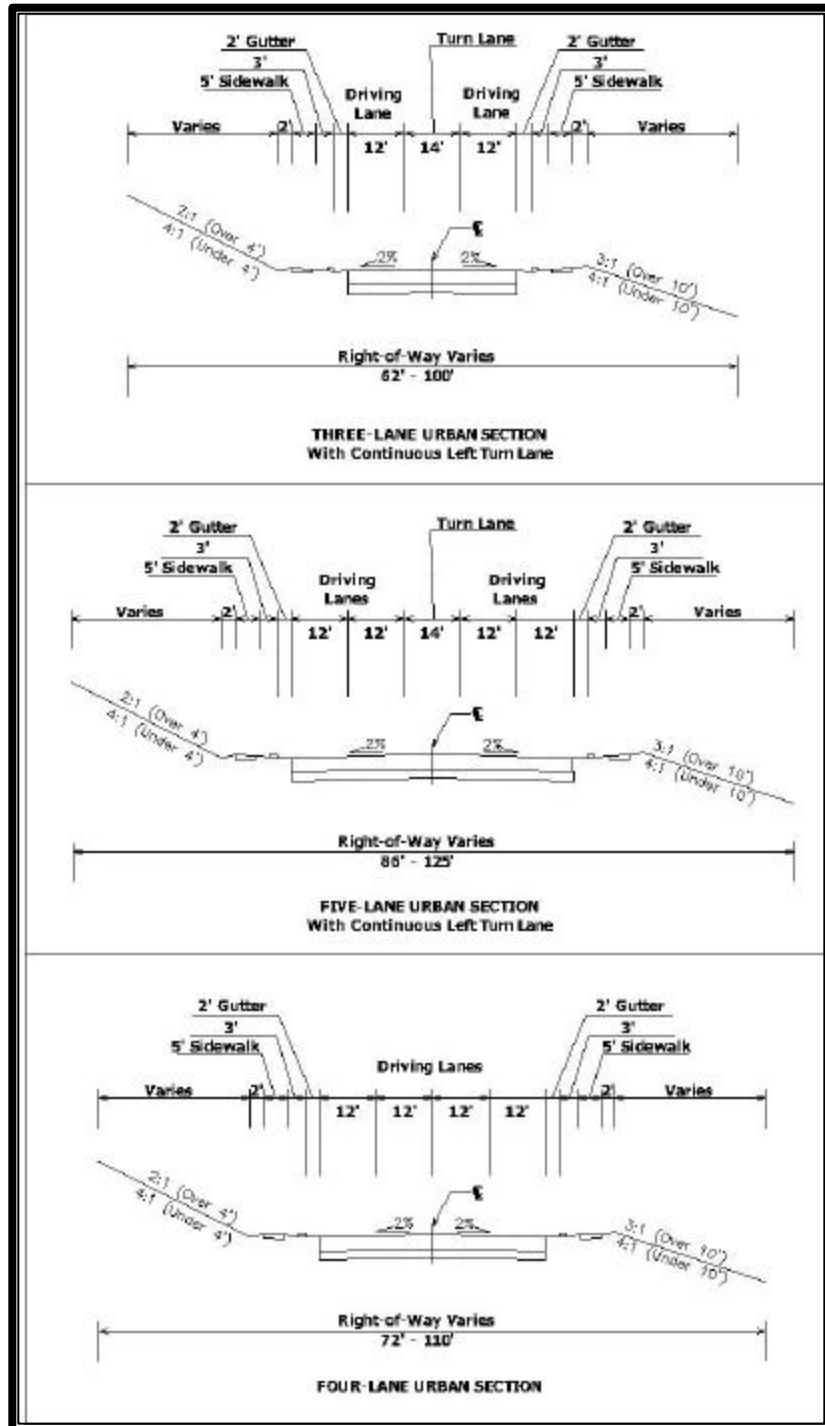 2' Gutter
3'
5' Sidewalk
Turn Lane
2' Gutter
3'
5' Sidewalk
Driving
Lane
Driving
Lane
Varies
2'
12'
14'
12'
2'
Varies
2:1 (Over 4')
4:1 (Under 4')
2%
2%
3:1 (Over 10')
4:1 (Under 10')
Right-of-Way Varies
62' - 100'
THREE-LANE URBAN SECTION
With Continuous Left Turn Lane
2' Gutter
3'
5' Sidewalk
Turn Lane
2' Gutter
3'
5' Sidewalk
Driving
Lanes
Driving
Lanes
Varies
2'
12'
12'
14'
12'
12'
2'
Varies
2:1 (Over 4')
4:1 (Under 4')
2%
2%
3:1 (Over 10')
4:1 (Under 10')
Right-of-Way Varies
86' - 125'
FIVE-LANE URBAN SECTION
With Continuous Left Turn Lane
2' Gutter
3'
5' Sidewalk
2' Gutter
3'
5' Sidewalk
Driving Lanes
Varies
2'
12'
12'
12'
12'
2'
Varies
2:1 (Over 4')
4:1 (Under 4')
2%
2%
3:1 (Over 10')
4:1 (Under 10')
Right-of-Way Varies
72' - 110'
FOUR-LANE URBAN SECTION